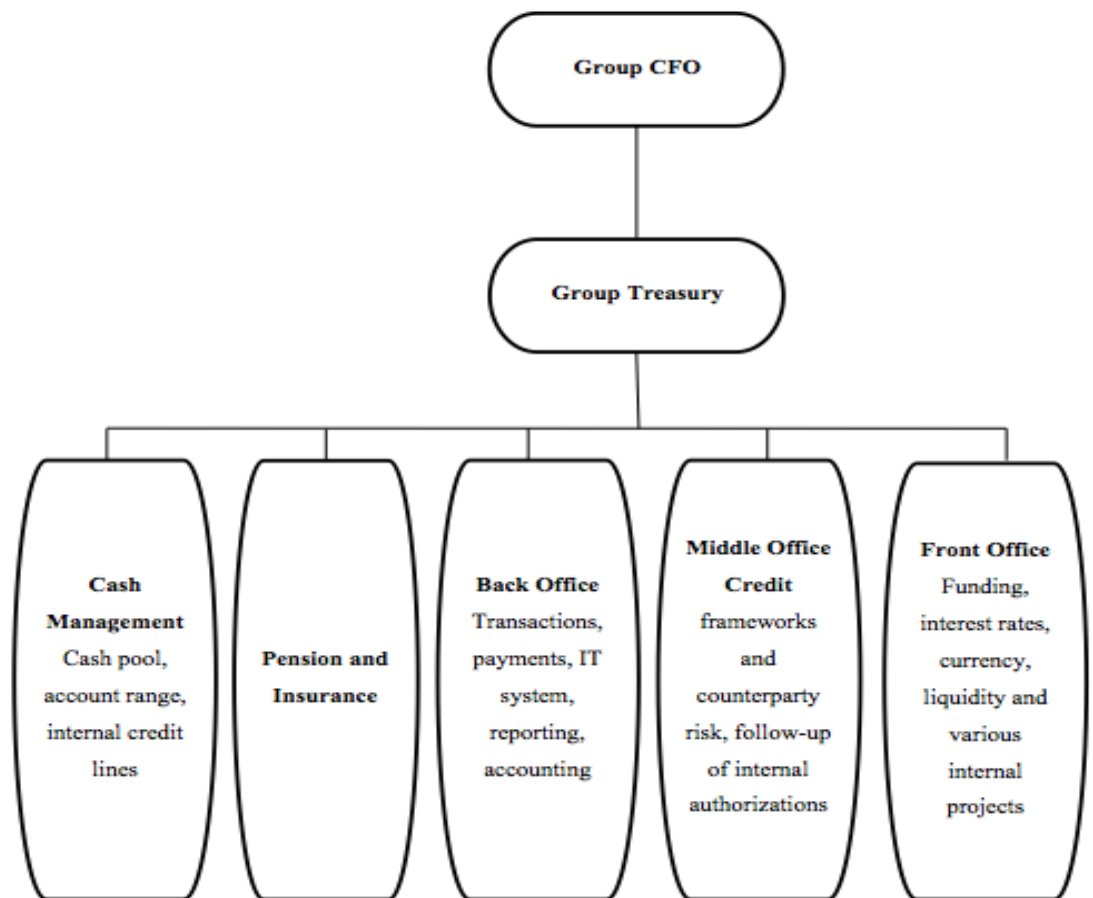 Group CFO
Group Treasury
Cash
Management
Cash pool,
account range,
internal credit
lines
Pension and
Insurance
Back Office
Transactions,
payments, IT
system,
reporting,
accounting
Middle Office
Credit
frameworks
and
counterparty
risk, follow-up
of internal
authorizations
Front Office
Funding,
interest rates,
currency,
liquidity and
various
internal
projects